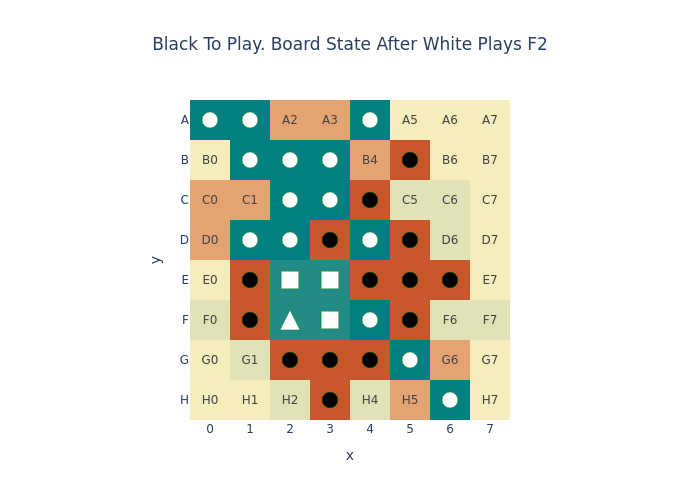 Black To Play. Board State After White Plays F2
A A2 A3 A5 A6 A7
B B0 B4 B6 B7
C C0 C1 C5 C6 C7
D D0 D6 D7
E E0 E7
F F0 F6 F7
G G0 G1 G6 G7
H H0 H1 H2 H4 H5 H7
0 1 2 3 4 5 6 7
x
y